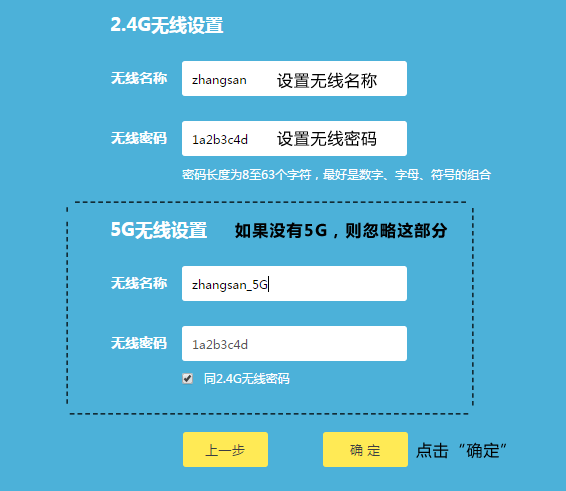 2.4G无线设置
无线名称 zhangsan 设置无线名称
无线密码 1a2b3c4d 设置无线密码
密码长度为8至63个字符，最好是数字、字母、符号的组合
5G无线设置 如果没有5G，则忽略这部分
无线名称 zhangsan_5G
无线密码 1a2b3c4d
同2.4G无线密码
上一步 确 定 点击“确定”